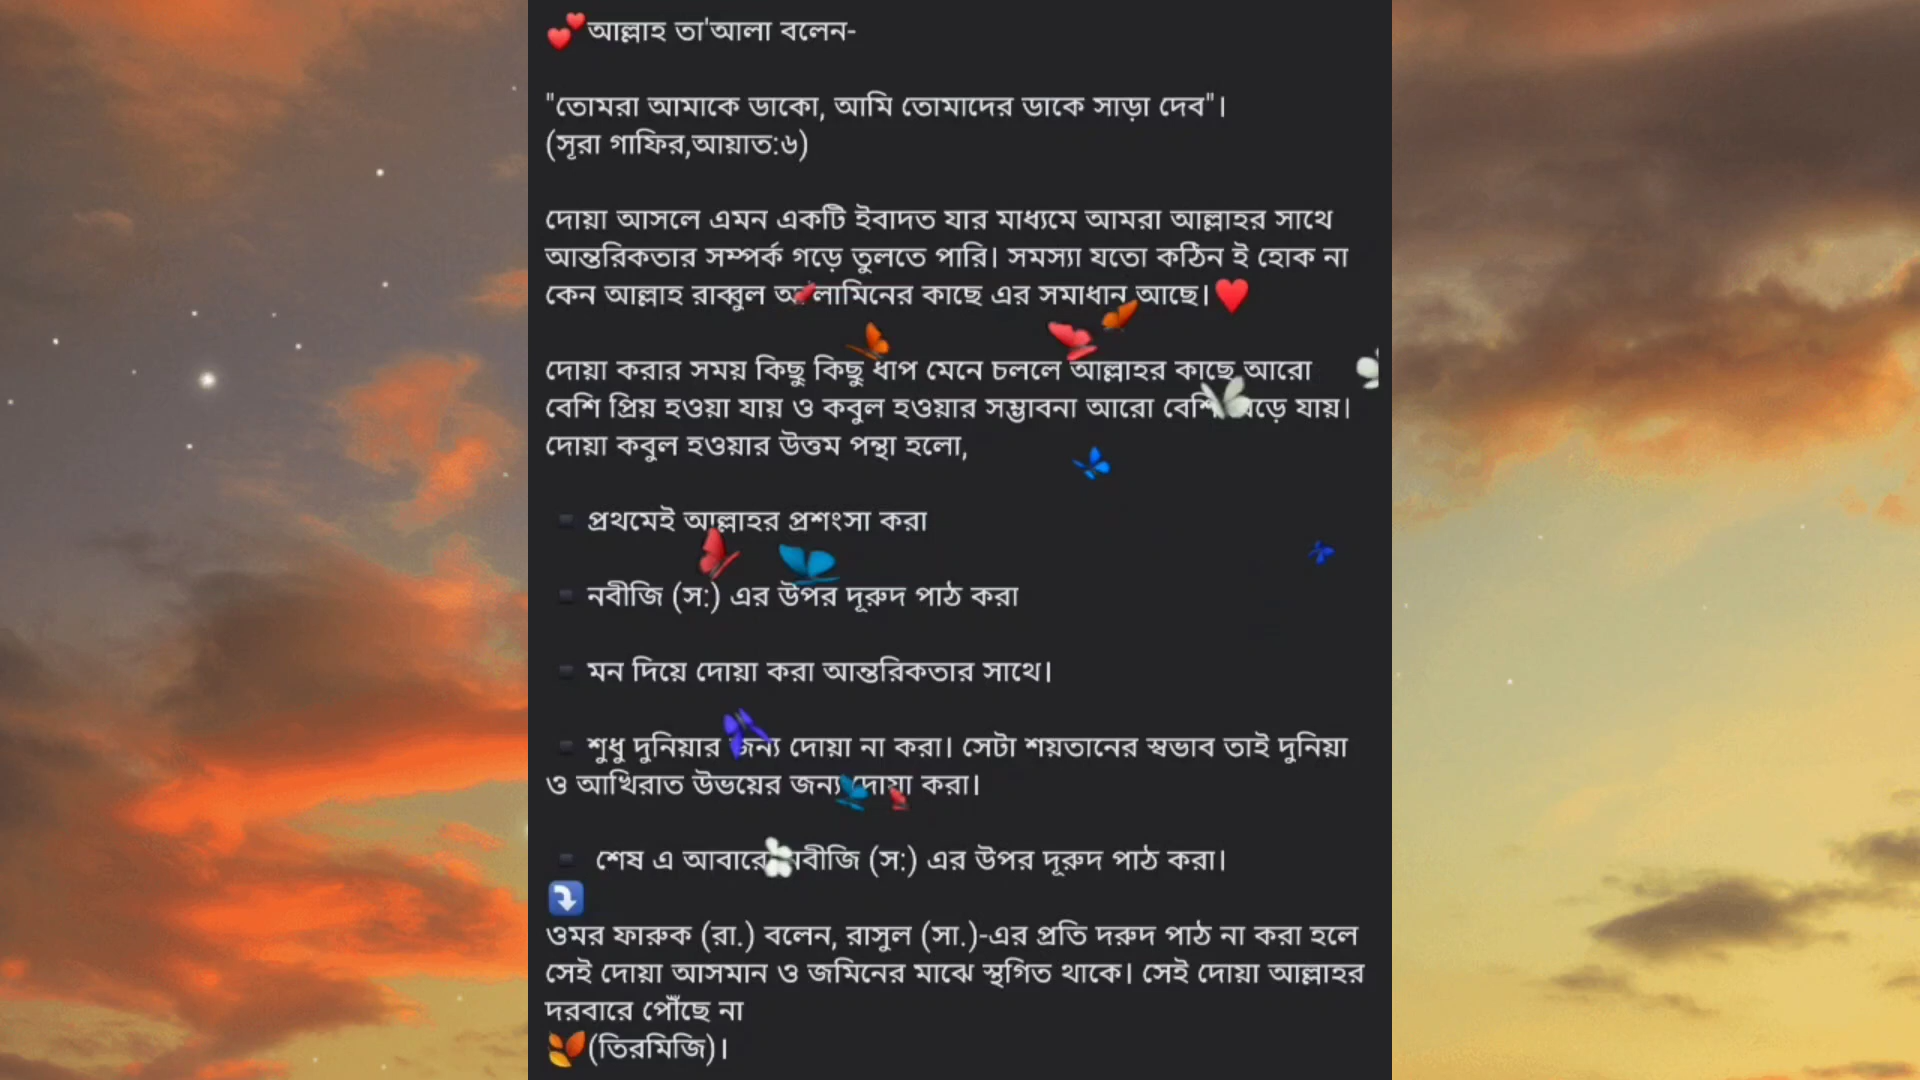 আল্লাহ তা'আলা বলেন-
"তোমরা আমাকে ডাকো, আমি তোমাদের ডাকে সাড়া দেব"।
(সূরা গাফির,আয়াত:৬)
দোয়া আসলে এমন একটি ইবাদত যার মাধ্যমে আমরা আল্লাহর সাথে
আন্তরিকতার সম্পর্ক গড়ে তুলতে পারি। সমস্যা যতো কঠিন ই হোক না
কেন আল্লাহ রাব্বুল আ'লামিনের কাছে এর সমাধান আছে।
দোয়া করার সময় কিছু কিছু ধাপ মেনে চললে আল্লাহর কাছে আরো
বেশি প্রিয় হওয়া যায় ও কবুল হওয়ার সম্ভাবনা আরো বেশি বেড়ে যায়।
দোয়া কবুল হওয়ার উত্তম পন্থা হলো,
প্রথমেই আল্লাহর প্রশংসা করা
নবীজি (স:) এর উপর দূরুদ পাঠ করা
মন দিয়ে দোয়া করা আন্তরিকতার সাথে।
শুধু দুনিয়ার জন্য দোয়া না করা। সেটা শয়তানের স্বভাব তাই দুনিয়া
ও আখিরাত উভয়ের জন্য দোয়া করা।
শেষ এ আবারো নবীজি (স:) এর উপর দূরুদ পাঠ করা।
ওমর ফারুক (রা.) বলেন, রাসুল (সা.)-এর প্রতি দরুদ পাঠ না করা হলে
সেই দোয়া আসমান ও জমিনের মাঝে স্থগিত থাকে। সেই দোয়া আল্লাহর
দরবারে পৌঁছে না
(তিরমিজি)।